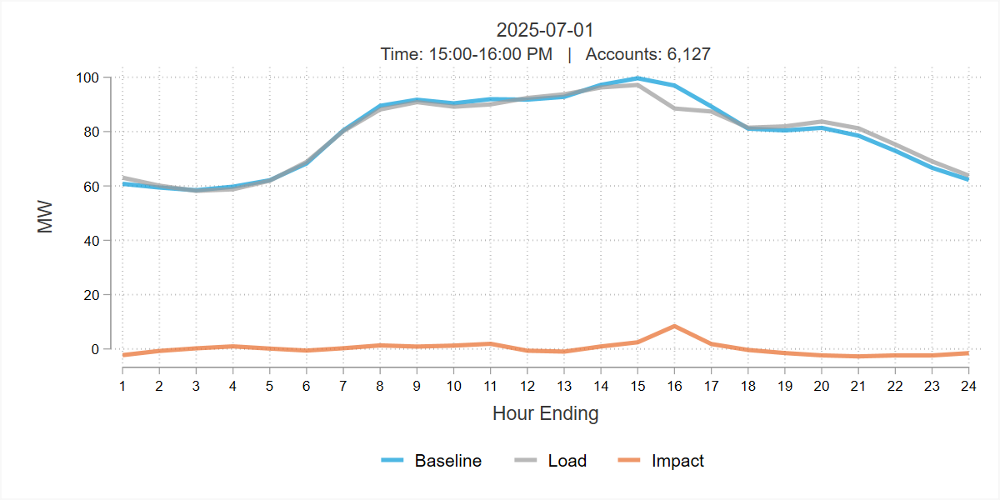 2025-07-01
Time: 15:00-16:00 PM | Accounts: 6,127
100
80
60
40
20
0
MW
1 2 3 4 5 6 7 8 9 10 11 12 13 14 15 16 17 18 19 20 21 22 23 24
Hour Ending
Baseline Load Impact